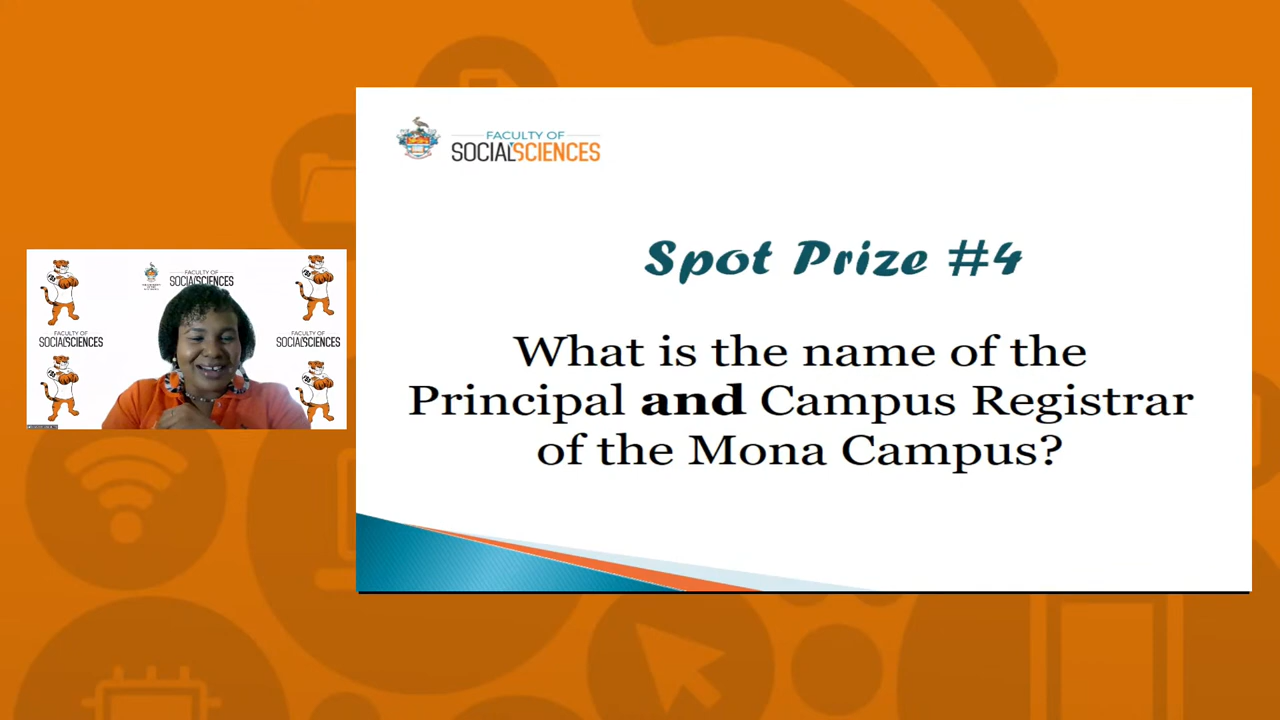 FACULTY OF
SOCIALSCIENCES
Spot Prize #4
What is the name of the
Principal and Campus Registrar
of the Mona Campus?
FACULTY OF
SOCIALSCIENCES
FACULTY OF
SOCIALSCIENCES
FACULTY OF
SOCIALSCIENCES